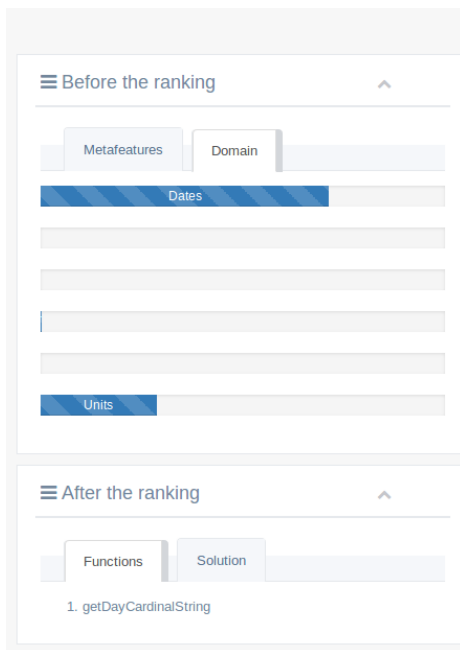 Before the ranking
Metafeatures
Domain
Dates
Units
After the ranking
Functions
Solution
1. getDayCardinalString